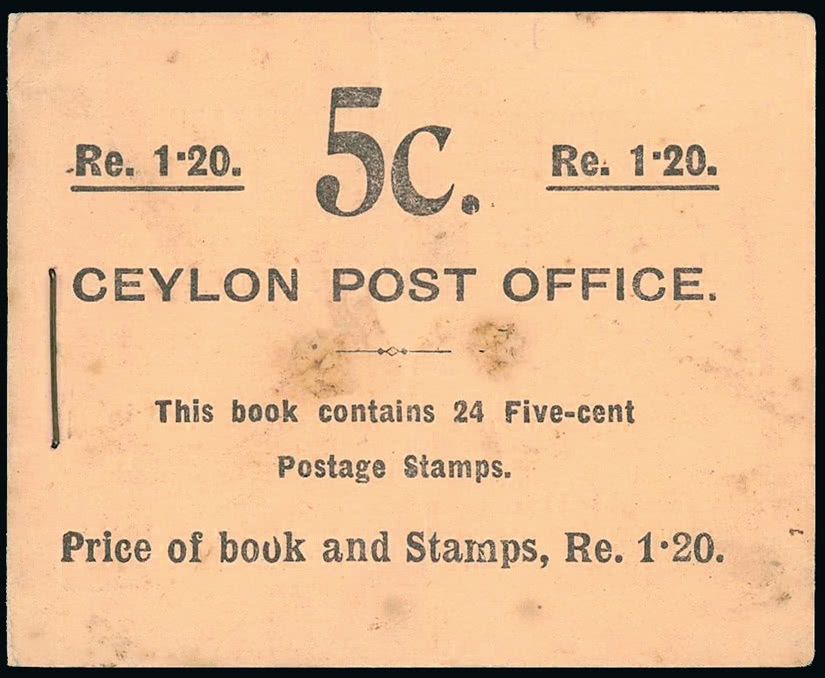 5c.
Re. 1·20. Re. 1·20.
CEYLON POST OFFICE.
This book contains 24 Five-cent
Postage Stamps.
Price of book and Stamps, Re. 1·20.